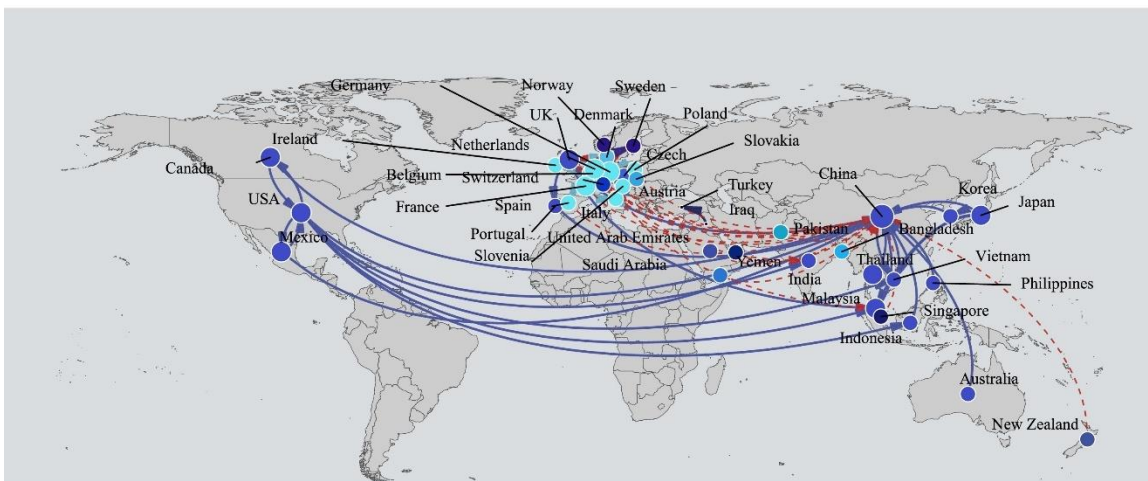 Germany
Norway
Sweden
UK
Denmark
Poland
Ireland
Netherlands
Czech
Slovakia
Canada
Belgium
Switzerland
China
Korea
USA
France
Spain
Austria
Turkey
Japan
Italy
Iraq
Mexico
Portugal
United Arab Emirates
Pakistan
Bangladesh
Slovenia
Saudi Arabia
Yemen
Thailand
Vietnam
India
Philippines
Malaysia
Singapore
Indonesia
Australia
New Zealand